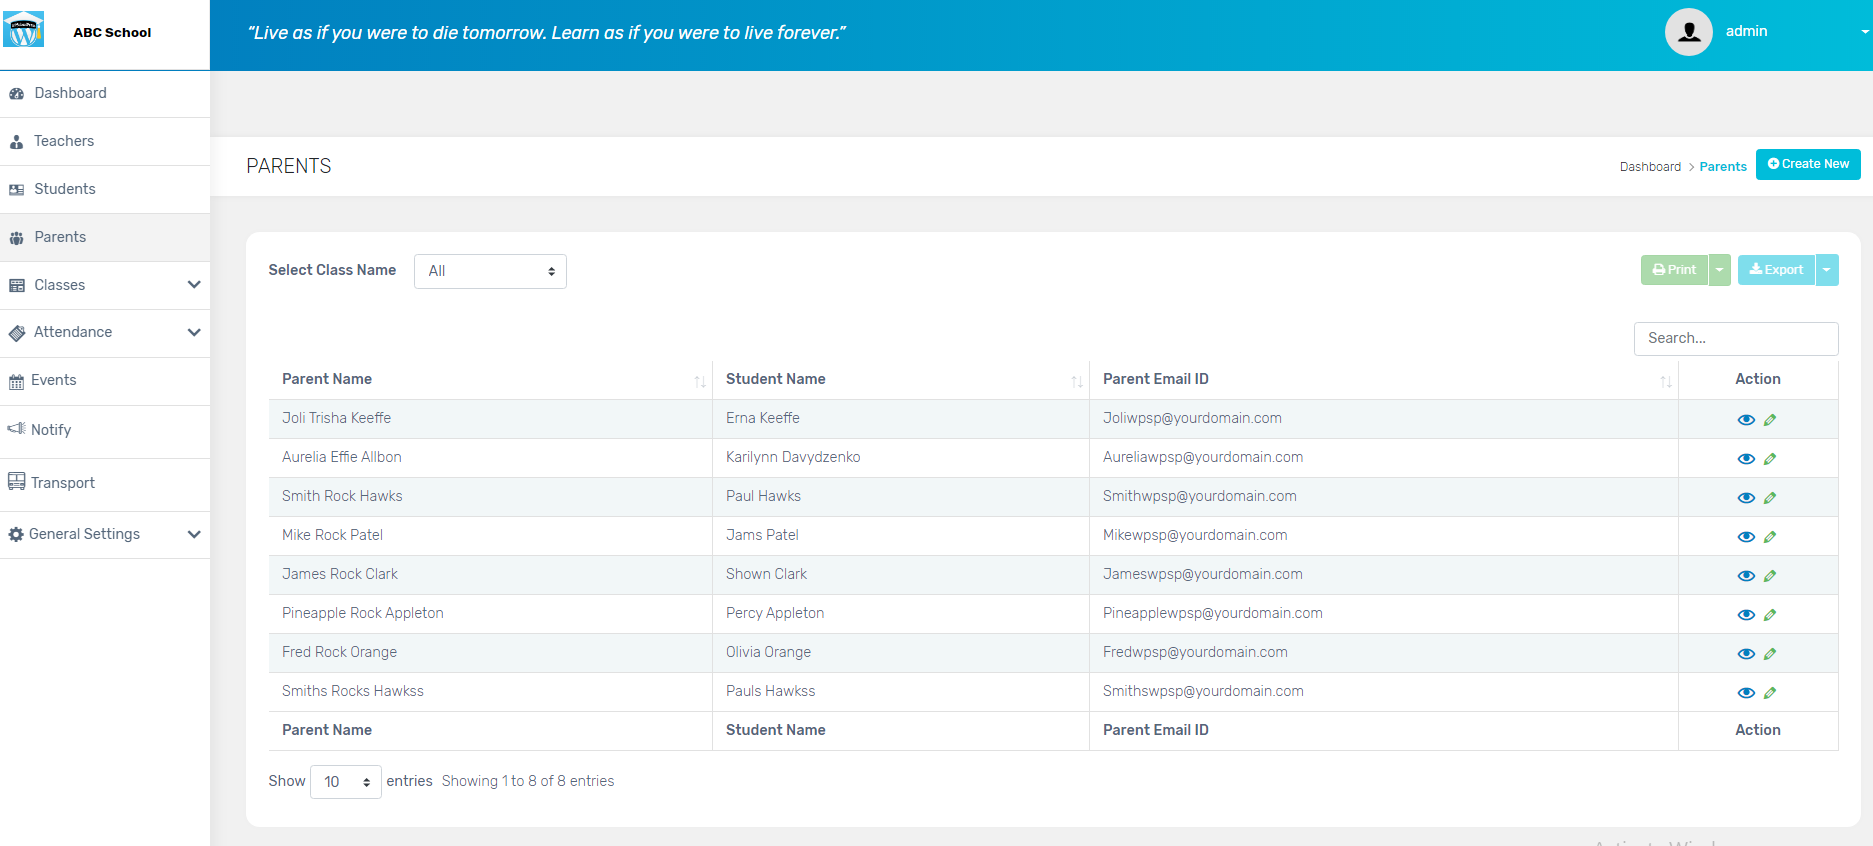 ABC School
“Live as if you were to die tomorrow. Learn as if you were to live forever.”
admin
Dashboard
Teachers
Students
Parents
Classes
Attendance
Events
Notify
Transport
General Settings
PARENTS
Dashboard > Parents
Create New
Select Class Name All
Print
Export
Search...
Parent Name Student Name Parent Email ID Action
Joli Trisha Keeffe Erna Keeffe Joliwpsp@yourdomain.com
Aurelia Effie Allbon Karilynn Davydzenko Aureliawpsp@yourdomain.com
Smith Rock Hawks Paul Hawks Smithwpsp@yourdomain.com
Mike Rock Patel Jams Patel Mikewpsp@yourdomain.com
James Rock Clark Shown Clark Jameswpsp@yourdomain.com
Pineapple Rock Appleton Percy Appleton Pineapplewpsp@yourdomain.com
Fred Rock Orange Olivia Orange Fredwpsp@yourdomain.com
Smiths Rocks Hawkss Pauls Hawkss Smithswpsp@yourdomain.com
Parent Name Student Name Parent Email ID Action
Show 10 entries Showing 1 to 8 of 8 entries